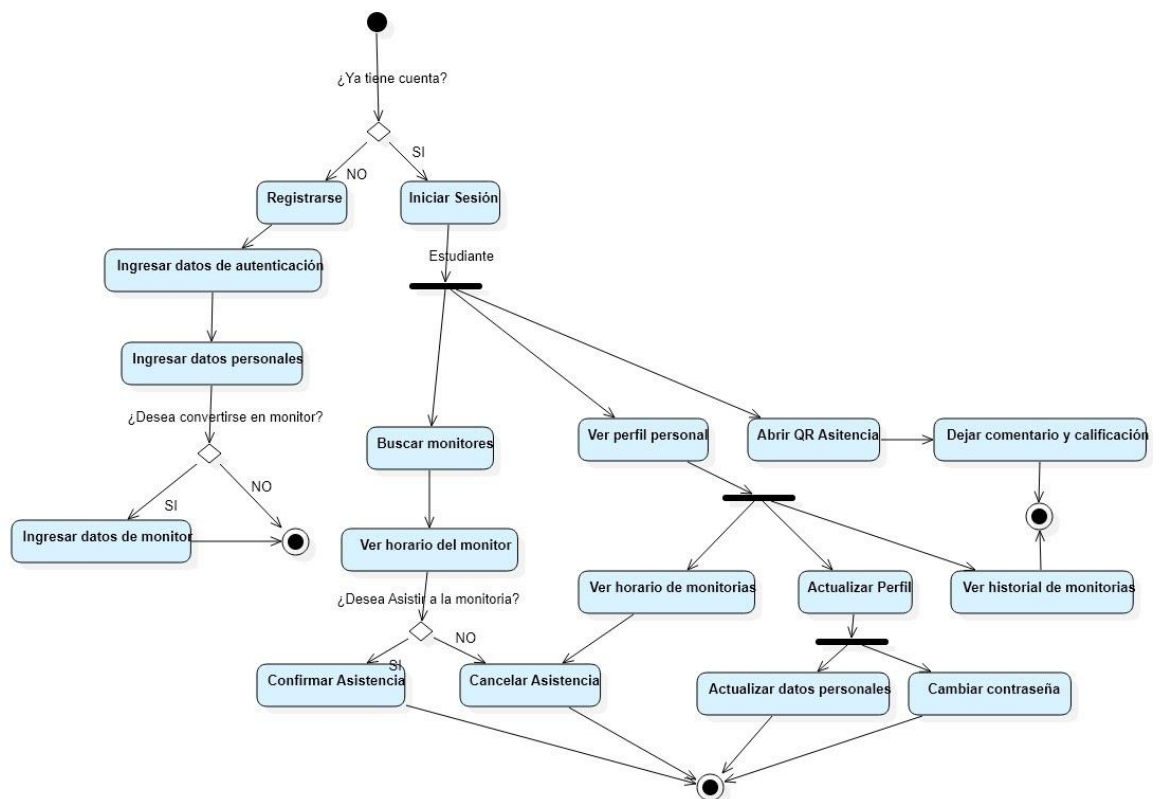 ¿Ya tiene cuenta?
SI
NO
Registrarse
Iniciar Sesión
Ingresar datos de autenticación
Estudiante
Ingresar datos personales
¿Desea convertirse en monitor?
Buscar monitores
Ver perfil personal
Abrir QR Asitencia
Dejar comentario y calificación
SI
NO
Ingresar datos de monitor
Ver horario del monitor
¿Desea Asistir a la monitoria?
Ver horario de monitorias
Actualizar Perfil
Ver historial de monitorias
NO
SI
Confirmar Asistencia
Cancelar Asistencia
Actualizar datos personales
Cambiar contraseña